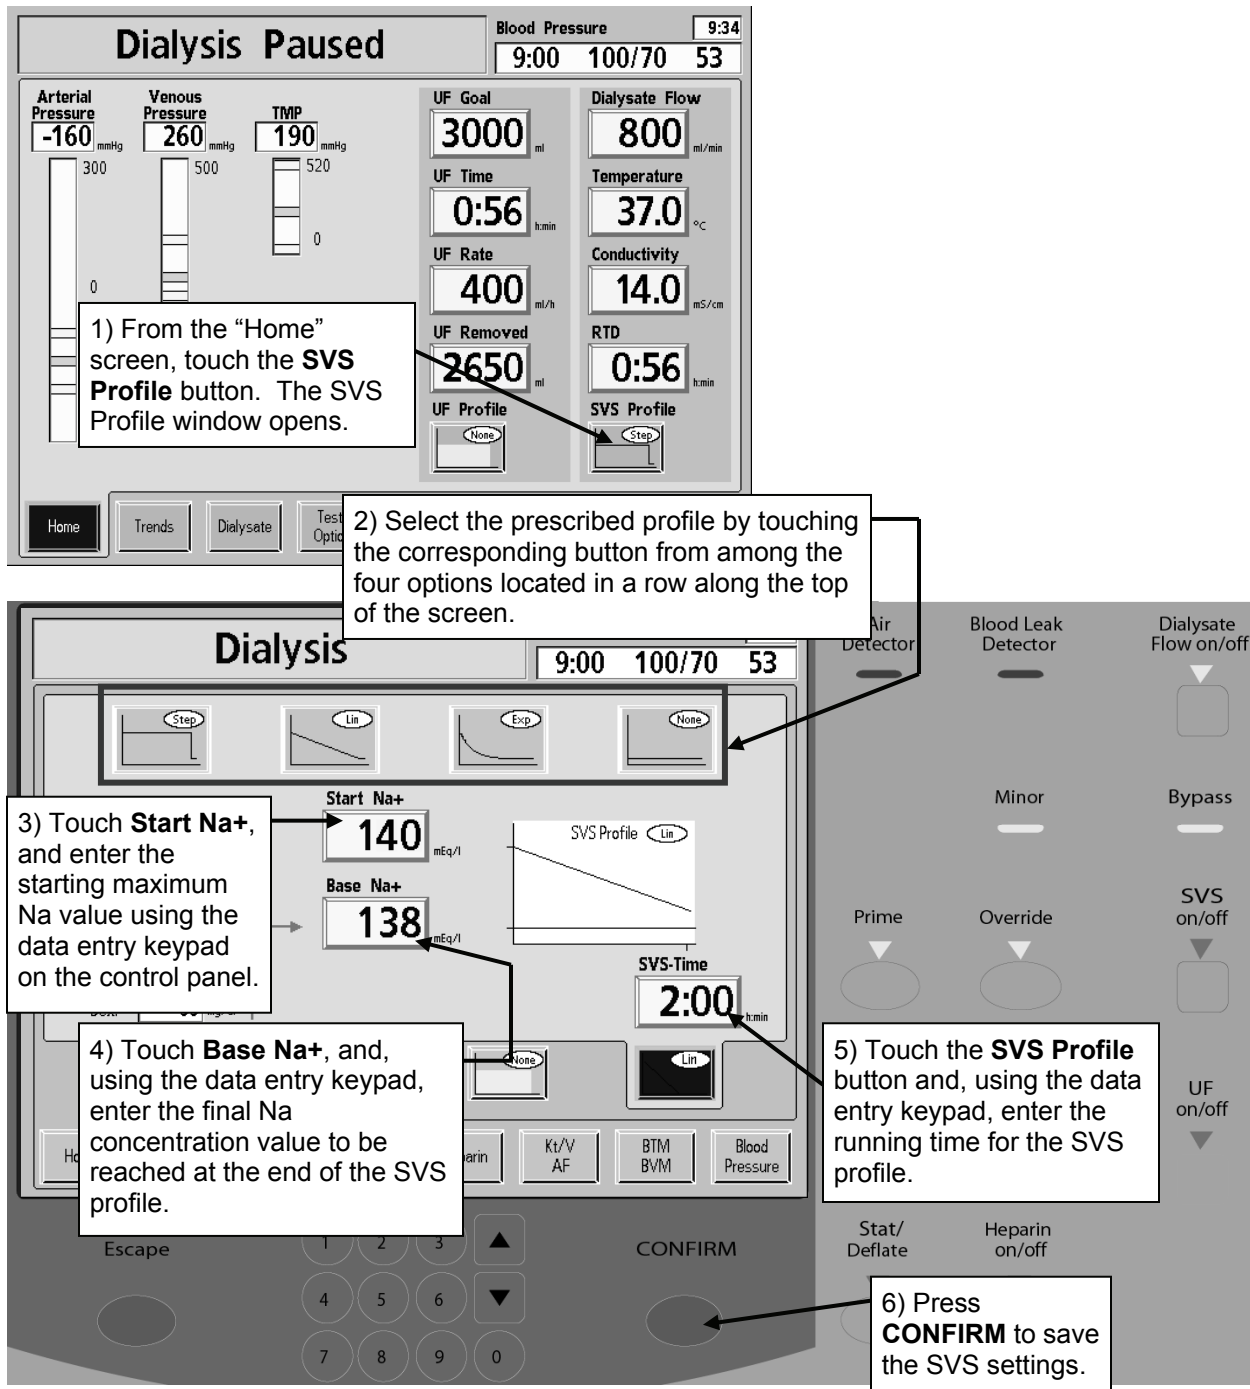 Dialysis Paused
Blood Pressure
9:34
9:00 100/70 53
Arterial Pressure
-160 mmHg
300
0
Venous Pressure
260 mmHg
500
TMP
190 mmHg
520
0
UF Goal
3000 ml
UF Time
0:56 h:min
UF Rate
400 ml/h
UF Removed
2650 ml
UF Profile
None
Dialysate Flow
800 ml/min
Temperature
37.0 °C
Conductivity
14.0 mS/cm
RTD
0:56 h:min
SVS Profile
Step
1) From the “Home”
screen, touch the SVS
Profile button. The SVS
Profile window opens.
Home
Trends
Dialysate
Test
2) Select the prescribed profile by touching
the corresponding button from among the
four options located in a row along the top
of the screen.
Dialysis
9:00 100/70 53
Step
Lin
Exp
None
Start Na+
140 mEq/l
Base Na+
138 mEq/l
SVS Profile Lin
SVS-Time
2:00 h:min
3) Touch Start Na+,
and enter the
starting maximum
Na value using the
data entry keypad
on the control panel.
4) Touch Base Na+, and,
using the data entry keypad,
enter the final Na
concentration value to be
reached at the end of the SVS
profile.
None
Lin
5) Touch the SVS Profile
button and, using the data
entry keypad, enter the
running time for the SVS
profile.
Kt/V
AF
BTM
BVM
Blood
Pressure
Air
Detector
Blood Leak
Detector
Dialysate
Flow on/off
Minor
Bypass
Prime
Override
SVS
on/off
UF
on/off
Stat/
Deflate
Heparin
on/off
Escape
1 2 3
4 5 6
7 8 9 0
CONFIRM
6) Press
CONFIRM to save
the SVS settings.